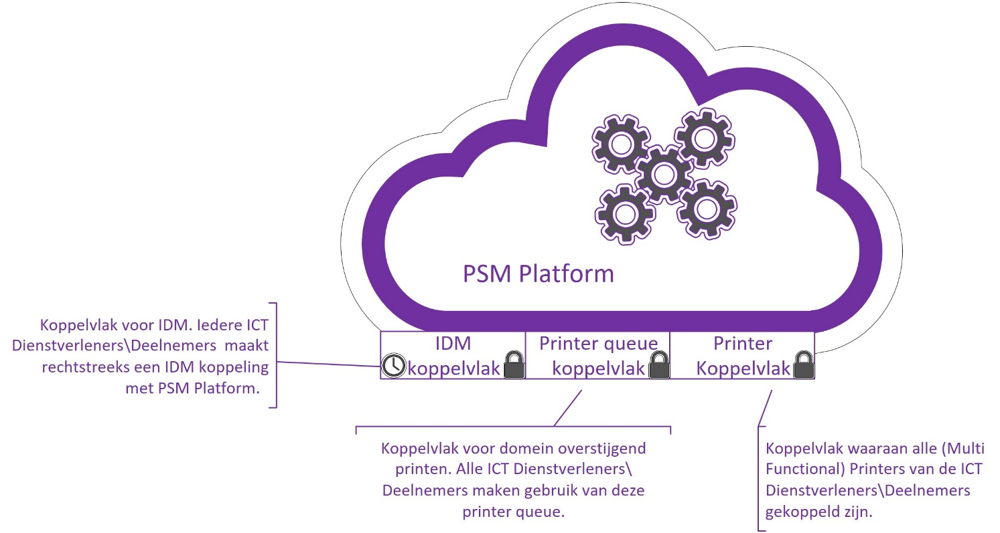 PSM Platform
IDM
koppelvlak
Printer queue
koppelvlak
Printer
Koppelvlak
Koppelvlak voor IDM. Iedere ICT
Dienstverleners\Deelnemers maakt
rechtstreeks een IDM koppeling
met PSM Platform.
Koppelvlak voor domein overstijgend
printen. Alle ICT Dienstverleners\
Deelnemers maken gebruik van deze
printer queue.
Koppelvlak waaraan alle (Multi
Functional) Printers van de ICT
Dienstverleners\Deelnemers
gekoppeld zijn.